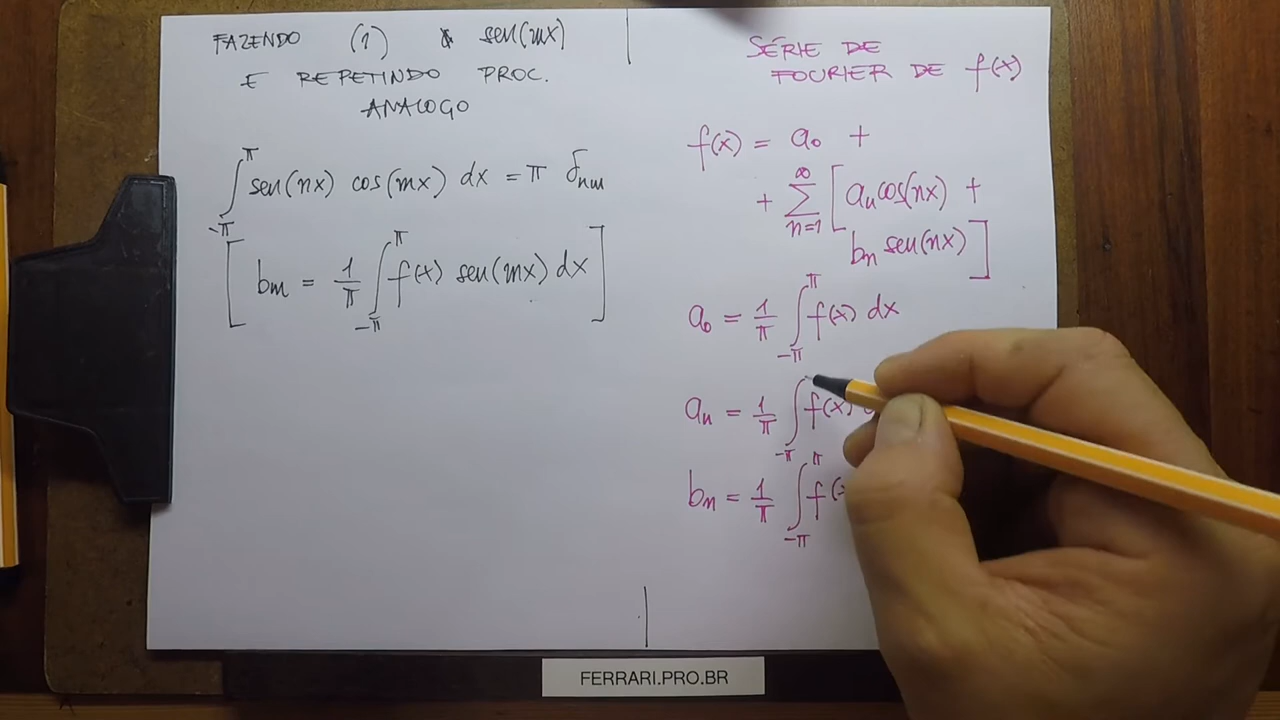 FAZENDO (1) x sen(mx)
E REPETINDO PROC.
ANALOGO
∫_{-π}^{π} sen(nx) cos(mx) dx = π δ_{nm}
[ b_m = 1/π ∫_{-π}^{π} f(x) sen(mx) dx ]
SÉRIE DE
FOURIER DE f(x)
f(x) = a_0 +
+ ∑_{n=1}^{∞} [ a_n cos(nx) +
b_n sen(nx) ]
a_0 = 1/π ∫_{-π}^{π} f(x) dx
a_n = 1/π ∫_{-π} f(x)
b_n = 1/π ∫_{-π}^{π} f(
FERRARI.PRO.BR